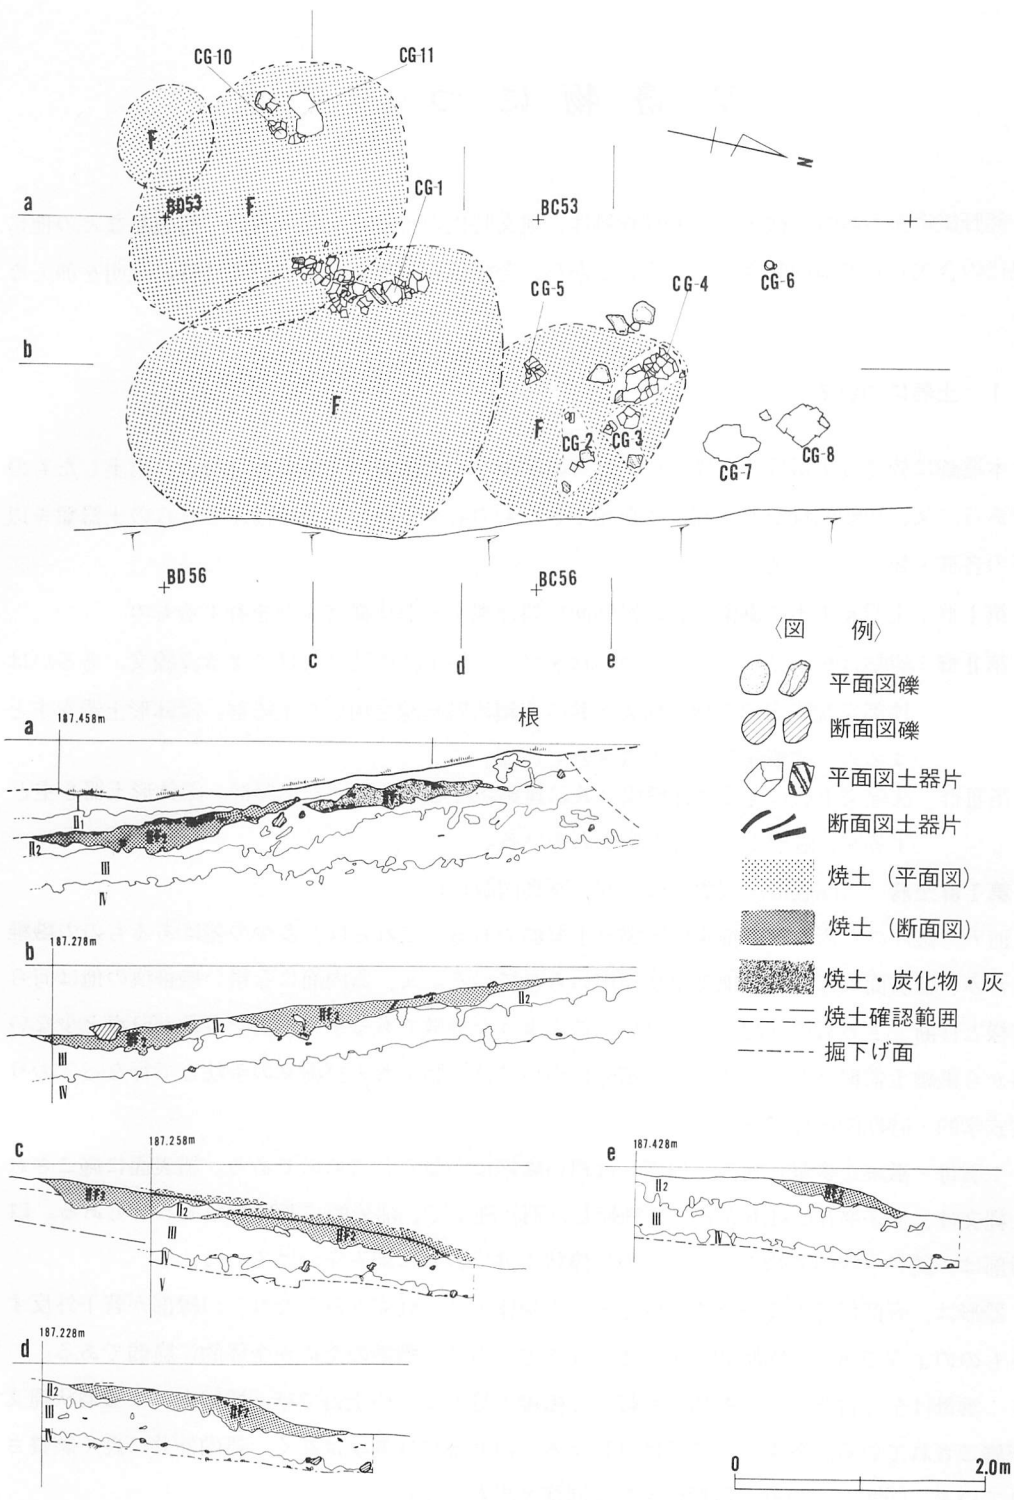 CG-10
CG-11
F
BD53
F
CG-1
BC53
N
a
CG-5
CG-4
CG-6
b
F
F
CG-2
CG-3
CG-7
CG-8
BD56
BC56
c
d
e
〈図 例〉
平面図礫
断面図礫
平面図土器片
断面図土器片
焼土（平面図）
焼土（断面図）
焼土・炭化物・灰
焼土確認範囲
掘下げ面
a
187.458m
根
II1
II2
III
IV
b
187.278m
II2
II2
III
IV
c
187.258m
II2
III
IV
V
e
187.428m
II2
III
IV
d
187.228m
II2
III
IV
0
2.0m